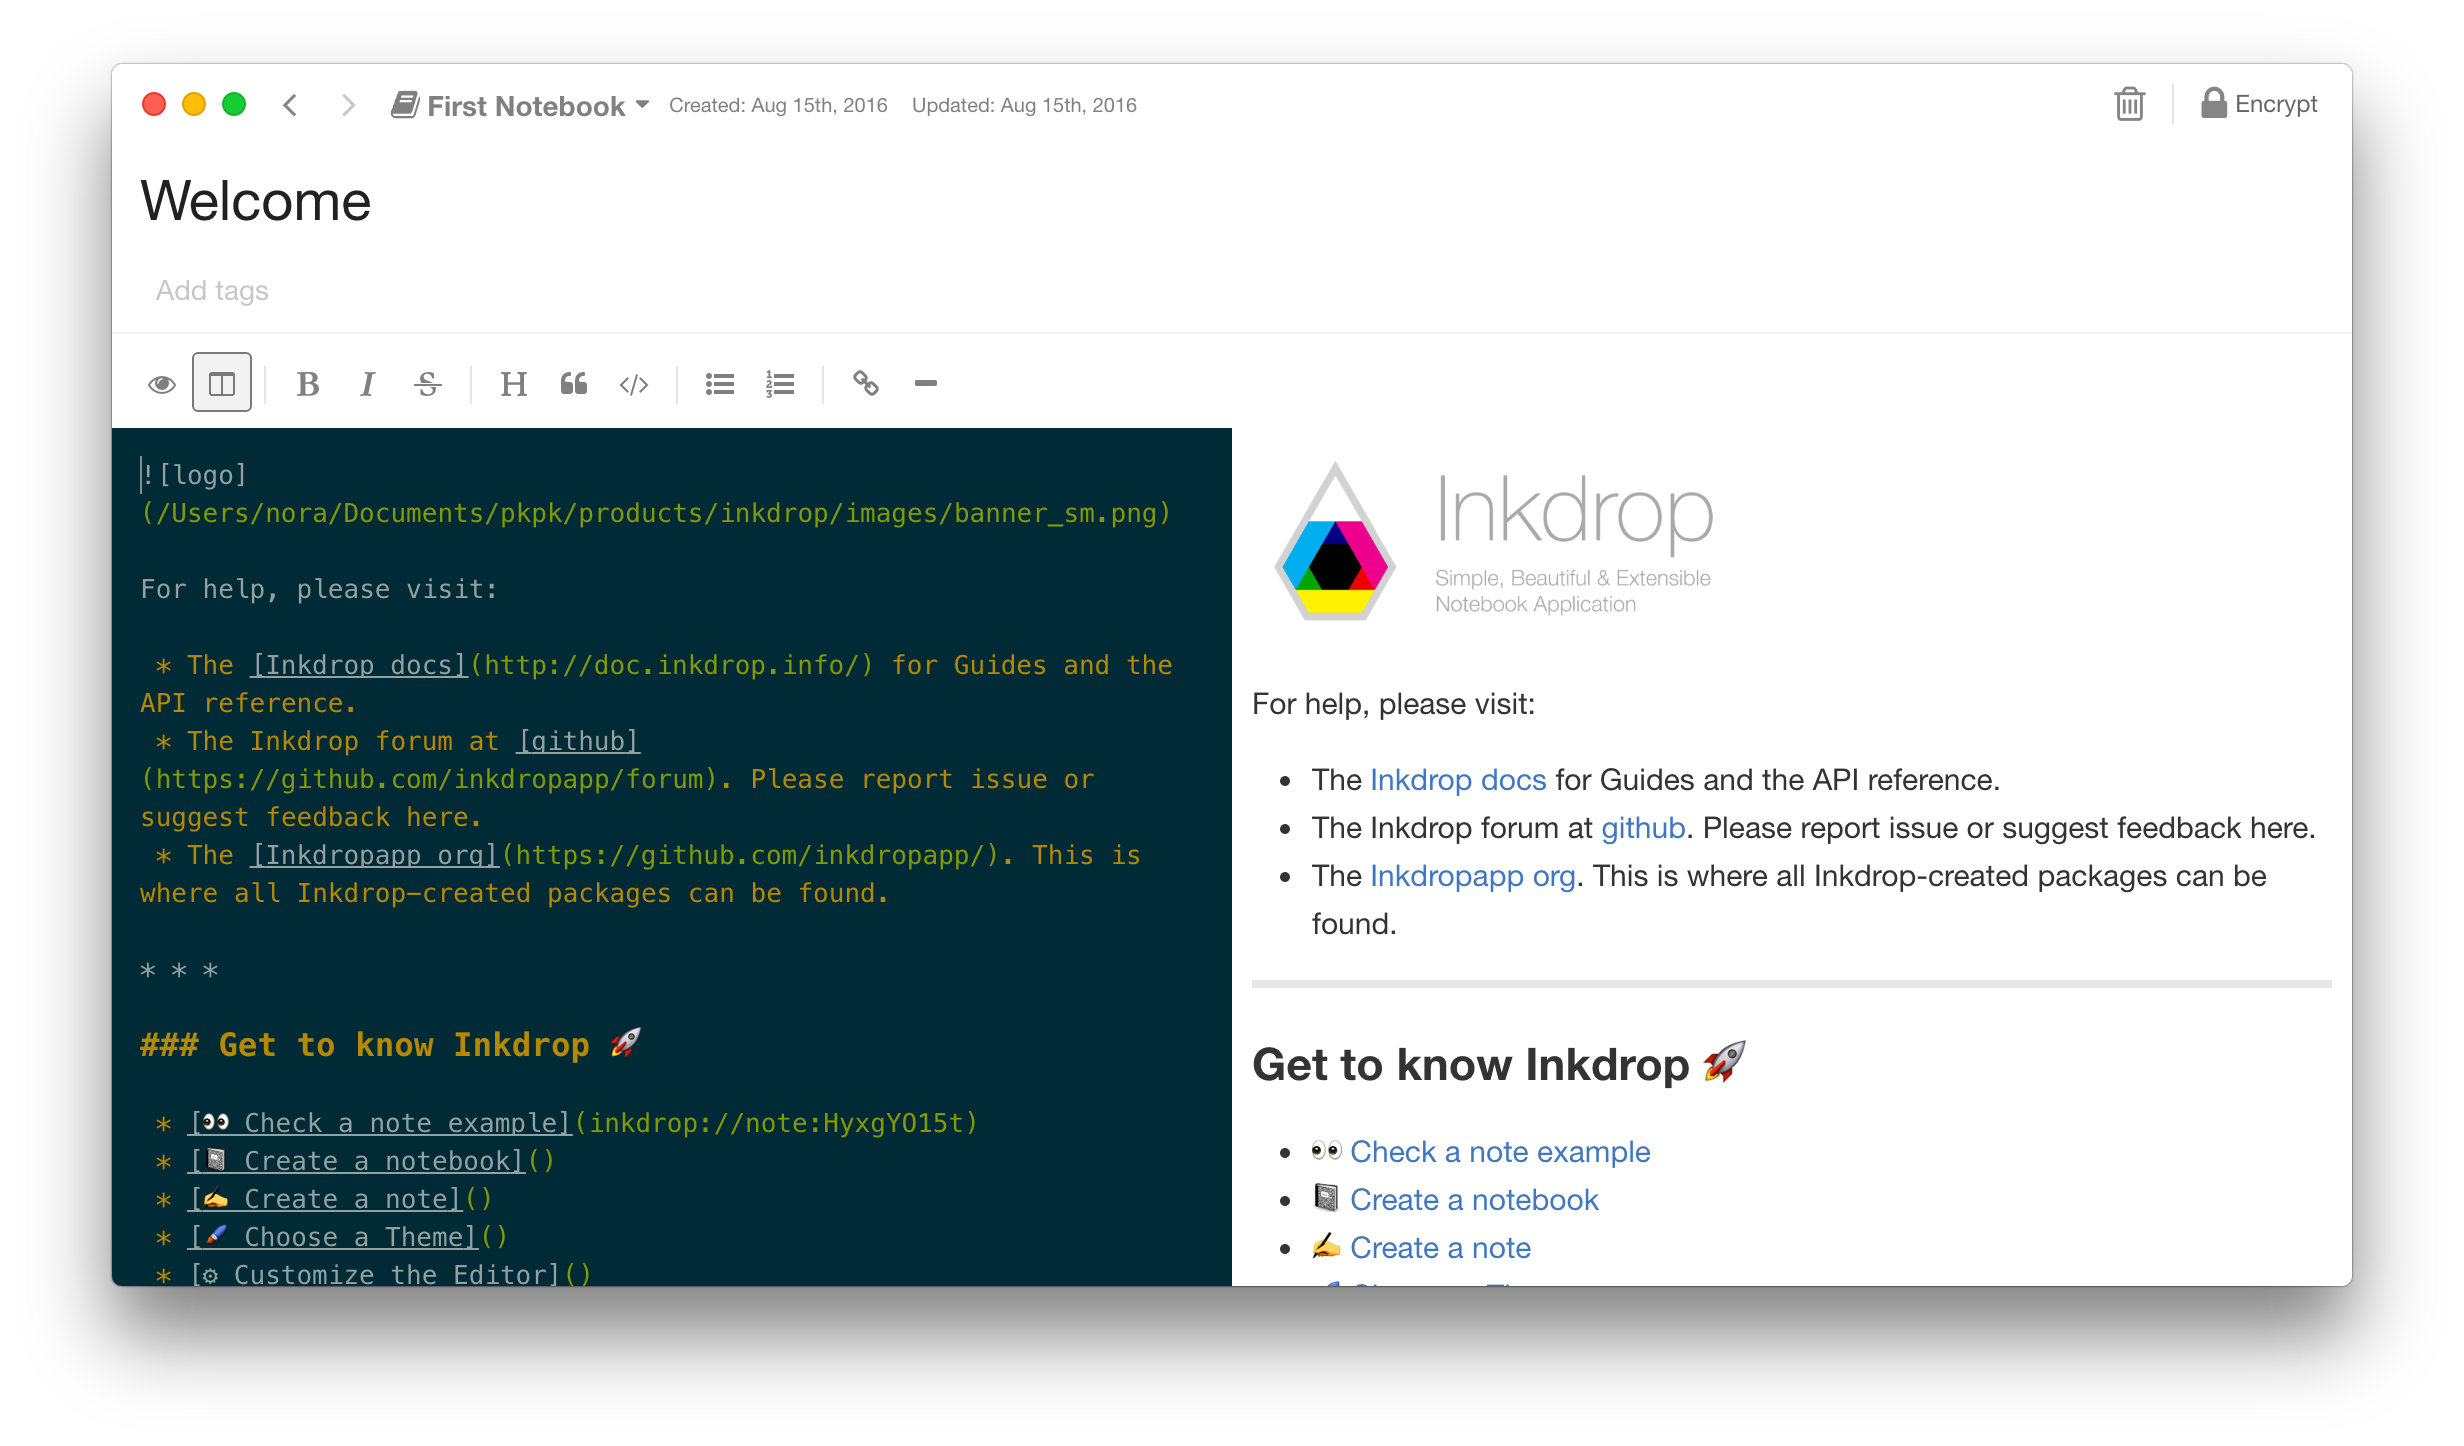 First Notebook Created: Aug 15th, 2016 Updated: Aug 15th, 2016 Encrypt
Welcome
Add tags
B I S H </>
![logo]
(/Users/nora/Documents/pkpk/products/inkdrop/images/banner_sm.png)
For help, please visit:
* The [Inkdrop docs](http://doc.inkdrop.info/) for Guides and the
API reference.
* The Inkdrop forum at [github]
(https://github.com/inkdropapp/forum). Please report issue or
suggest feedback here.
* The [Inkdropapp org](https://github.com/inkdropapp/). This is
where all Inkdrop-created packages can be found.
* * *
### Get to know Inkdrop 🚀
* [👀 Check a note example](inkdrop://note:HyxgYO15t)
* [📓 Create a notebook]()
* [✍️ Create a note]()
* [🖌 Choose a Theme]()
* [⚙ Customize the Editor]()
Inkdrop
Simple, Beautiful & Extensible
Notebook Application
For help, please visit:
• The Inkdrop docs for Guides and the API reference.
• The Inkdrop forum at github. Please report issue or suggest feedback here.
• The Inkdropapp org. This is where all Inkdrop-created packages can be
found.
Get to know Inkdrop 🚀
• 👀 Check a note example
• 📓 Create a notebook
• ✍️ Create a note